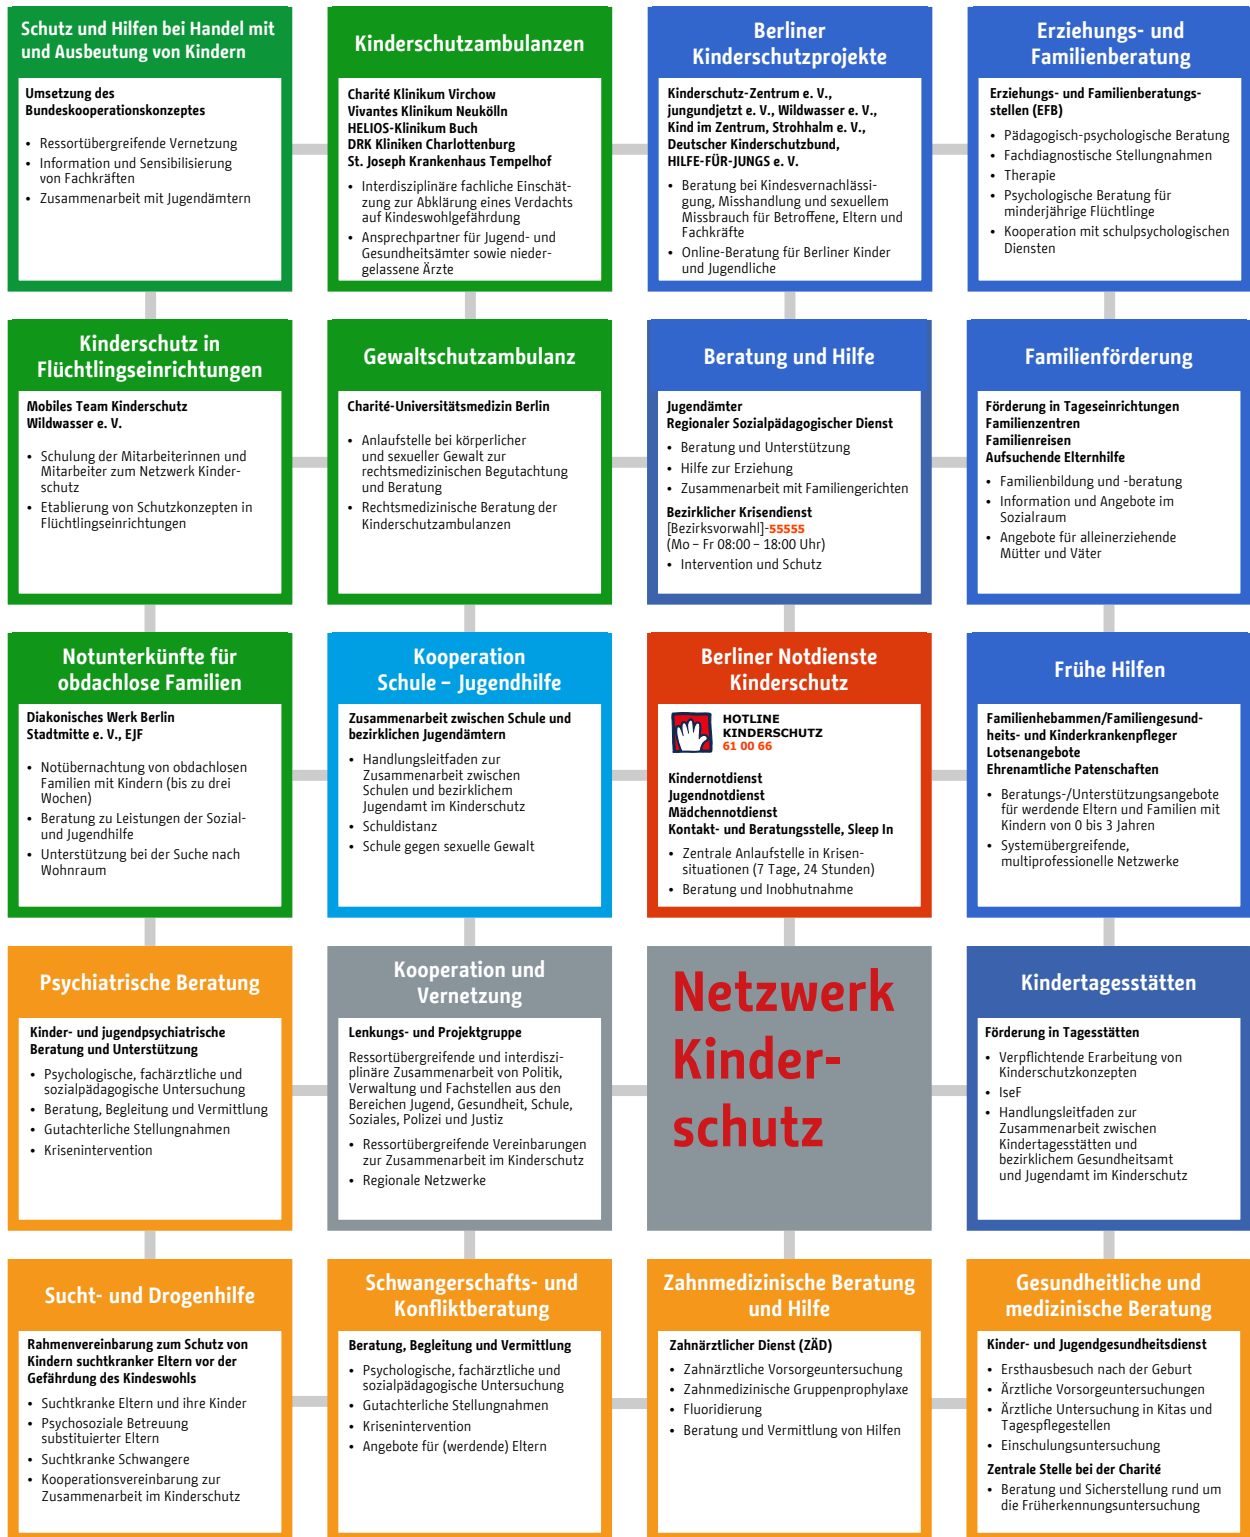 Schutz und Hilfen bei Handel mit
und Ausbeutung von Kindern
Umsetzung des
Bundeskooperationskonzeptes
• Ressortübergreifende Vernetzung
• Information und Sensibilisierung
von Fachkräften
• Zusammenarbeit mit Jugendämtern
Kinderschutzambulanzen
Charité Klinikum Virchow
Vivantes Klinikum Neukölln
HELIOS-Klinikum Buch
DRK Kliniken Charlottenburg
St. Joseph Krankenhaus Tempelhof
• Interdisziplinäre fachliche Einschät-
zung zur Abklärung eines Verdachts
auf Kindeswohlgefährdung
• Ansprechpartner für Jugend- und
Gesundheitsämter sowie nieder-
gelassene Ärzte
Berliner
Kinderschutzprojekte
Kinderschutz-Zentrum e. V.,
jungundjetzt e. V., Wildwasser e. V.,
Kind im Zentrum, Strohhalm e. V.,
Deutscher Kinderschutzbund,
HILFE-FÜR-JUNGS e. V.
• Beratung bei Kindesvernachlässi-
gung, Misshandlung und sexuellem
Missbrauch für Betroffene, Eltern und
Fachkräfte
• Online-Beratung für Berliner Kinder
und Jugendliche
Erziehungs- und
Familienberatung
Erziehungs- und Familienberatungs-
stellen (EFB)
• Pädagogisch-psychologische Beratung
• Fachdiagnostische Stellungnahmen
• Therapie
• Psychologische Beratung für
minderjährige Flüchtlinge
• Kooperation mit schulpsychologischen
Diensten
Kinderschutz in
Flüchtlingseinrichtungen
Mobiles Team Kinderschutz
Wildwasser e. V.
• Schulung der Mitarbeiterinnen und
Mitarbeiter zum Netzwerk Kinder-
schutz
• Etablierung von Schutzkonzepten in
Flüchtlingseinrichtungen
Gewaltschutzambulanz
Charité-Universitätsmedizin Berlin
• Anlaufstelle bei körperlicher
und sexueller Gewalt zur
rechtsmedizinischen Begutachtung
und Beratung
• Rechtsmedizinische Beratung der
Kinderschutzambulanzen
Beratung und Hilfe
Jugendämter
Regionaler Sozialpädagogischer Dienst
• Beratung und Unterstützung
• Hilfe zur Erziehung
• Zusammenarbeit mit Familiengerichten
Bezirklicher Krisendienst
[Bezirksvorwahl]-55555
(Mo – Fr 08:00 – 18:00 Uhr)
• Intervention und Schutz
Familienförderung
Förderung in Tageseinrichtungen
Familienzentren
Familienreisen
Aufsuchende Elternhilfe
• Familienbildung und -beratung
• Information und Angebote im
Sozialraum
• Angebote für alleinerziehende
Mütter und Väter
Notunterkünfte für
obdachlose Familien
Diakonisches Werk Berlin
Stadtmitte e. V., EJF
• Notübernachtung von obdachlosen
Familien mit Kindern (bis zu drei
Wochen)
• Beratung zu Leistungen der Sozial-
und Jugendhilfe
• Unterstützung bei der Suche nach
Wohnraum
Kooperation
Schule – Jugendhilfe
Zusammenarbeit zwischen Schule und
bezirklichen Jugendämtern
• Handlungsleitfaden zur
Zusammenarbeit zwischen
Schulen und bezirklichem
Jugendamt im Kinderschutz
• Schuldistanz
• Schule gegen sexuelle Gewalt
Berliner Notdienste
Kinderschutz
HOTLINE
KINDERSCHUTZ
61 00 66
Kindernotdienst
Jugendnotdienst
Mädchennotdienst
Kontakt- und Beratungsstelle, Sleep In
• Zentrale Anlaufstelle in Krisen-
situationen (7 Tage, 24 Stunden)
• Beratung und Inobhutnahme
Frühe Hilfen
Familienhebammen/Familiengesund-
heits- und Kinderkrankenpfleger
Lotsenangebote
Ehrenamtliche Patenschaften
• Beratungs-/Unterstützungsangebote
für werdende Eltern und Familien mit
Kindern von 0 bis 3 Jahren
• Systemübergreifende,
multiprofessionelle Netzwerke
Psychiatrische Beratung
Kinder- und jugendpsychiatrische
Beratung und Unterstützung
• Psychologische, fachärztliche und
sozialpädagogische Untersuchung
• Beratung, Begleitung und Vermittlung
• Gutachterliche Stellungnahmen
• Krisenintervention
Kooperation und
Vernetzung
Lenkungs- und Projektgruppe
Ressortübergreifende und interdiszi-
plinäre Zusammenarbeit von Politik,
Verwaltung und Fachstellen aus den
Bereichen Jugend, Gesundheit, Schule,
Soziales, Polizei und Justiz
• Ressortübergreifende Vereinbarungen
zur Zusammenarbeit im Kinderschutz
• Regionale Netzwerke
Netzwerk
Kinder-
schutz
Kindertagesstätten
Förderung in Tagesstätten
• Verpflichtende Erarbeitung von
Kinderschutzkonzepten
• IseF
• Handlungsleitfaden zur
Zusammenarbeit zwischen
Kindertagesstätten und
bezirklichem Gesundheitsamt
und Jugendamt im Kinderschutz
Sucht- und Drogenhilfe
Rahmenvereinbarung zum Schutz von
Kindern suchtkranker Eltern vor der
Gefährdung des Kindeswohls
• Suchtkranke Eltern und ihre Kinder
• Psychosoziale Betreuung
substituierter Eltern
• Suchtkranke Schwangere
• Kooperationsvereinbarung zur
Zusammenarbeit im Kinderschutz
Schwangerschafts- und
Konfliktberatung
Beratung, Begleitung und Vermittlung
• Psychologische, fachärztliche und
sozialpädagogische Untersuchung
• Gutachterliche Stellungnahmen
• Krisenintervention
• Angebote für (werdende) Eltern
Zahnmedizinische Beratung
und Hilfe
Zahnärztlicher Dienst (ZÄD)
• Zahnärztliche Vorsorgeuntersuchung
• Zahnmedizinische Gruppenprophylaxe
• Fluoridierung
• Beratung und Vermittlung von Hilfen
Gesundheitliche und
medizinische Beratung
Kinder- und Jugendgesundheitsdienst
• Ersthausbesuch nach der Geburt
• Ärztliche Vorsorgeuntersuchungen
• Ärztliche Untersuchung in Kitas und
Tagespflegestellen
• Einschulungsuntersuchung
Zentrale Stelle bei der Charité
• Beratung und Sicherstellung rund um
die Früherkennungsuntersuchung